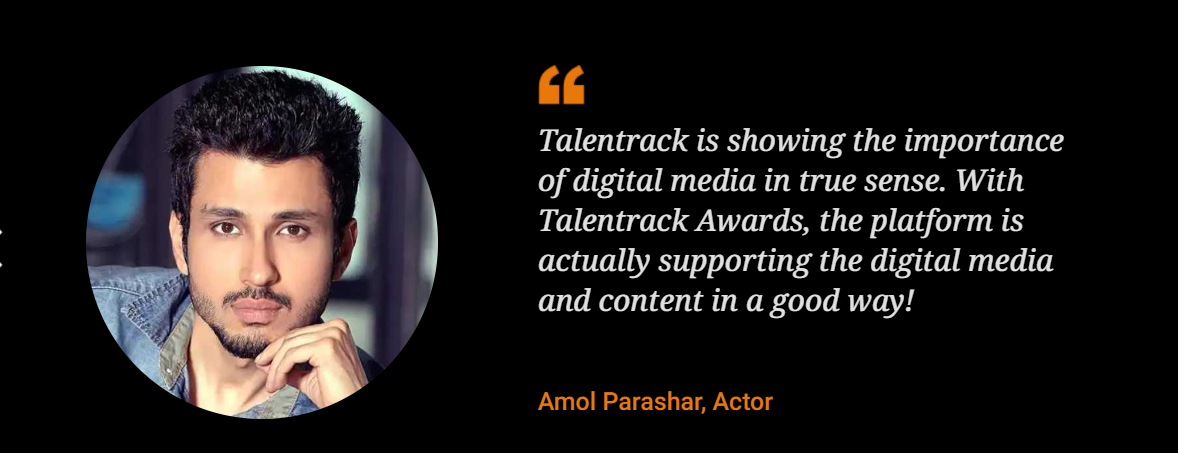 “
Talentrack is showing the importance
of digital media in true sense. With
Talentrack Awards, the platform is
actually supporting the digital media
and content in a good way!
Amol Parashar, Actor